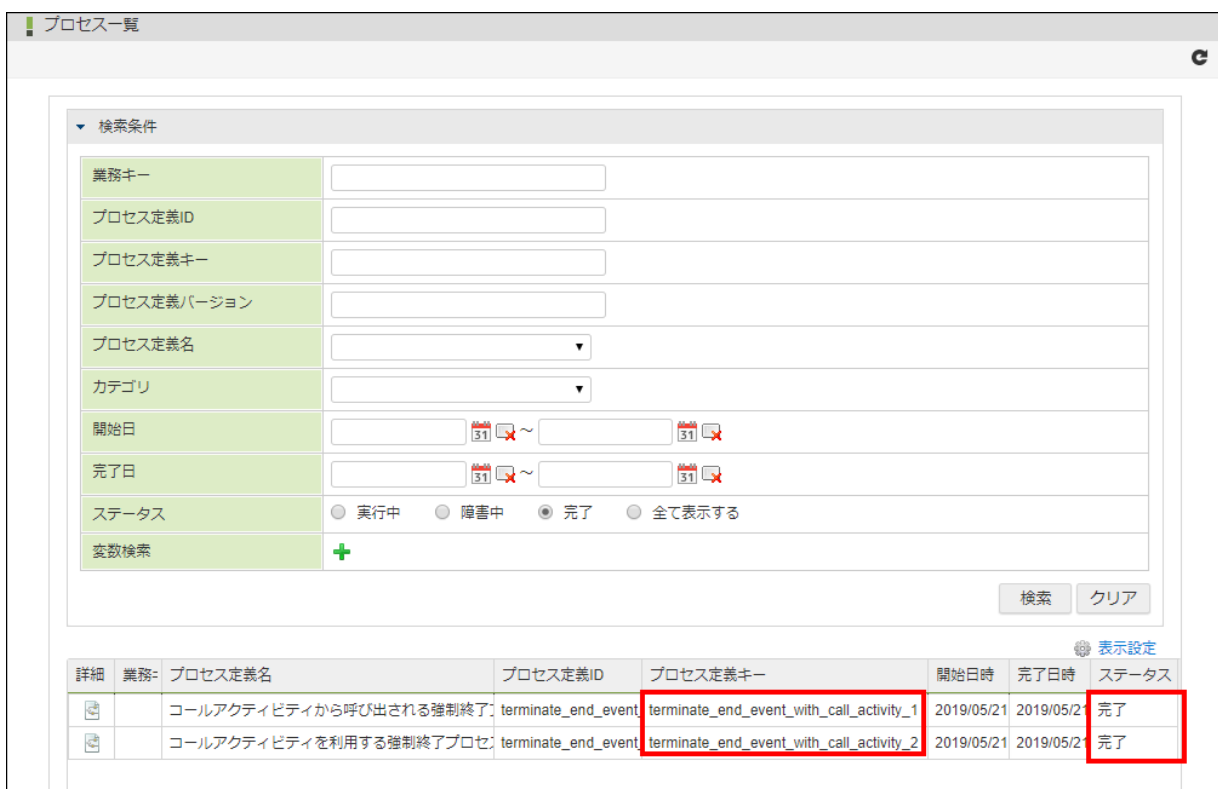 プロセス一覧
検索条件
業務キー
プロセス定義ID
プロセス定義キー
プロセス定義バージョン
プロセス定義名
カテゴリ
開始日 31 ～ 31
完了日 31 ～ 31
ステータス 実行中 障害中 完了 全て表示する
変数検索
検索 クリア
表示設定
詳細 業務 プロセス定義名 プロセス定義ID プロセス定義キー 開始日時 完了日時 ステータス
コールアクティビティから呼び出される強制終了 terminate_end_event_ terminate_end_event_with_call_activity_1 2019/05/21 2019/05/21 完了
コールアクティビティを利用する強制終了プロセ terminate_end_event_ terminate_end_event_with_call_activity_2 2019/05/21 2019/05/21 完了